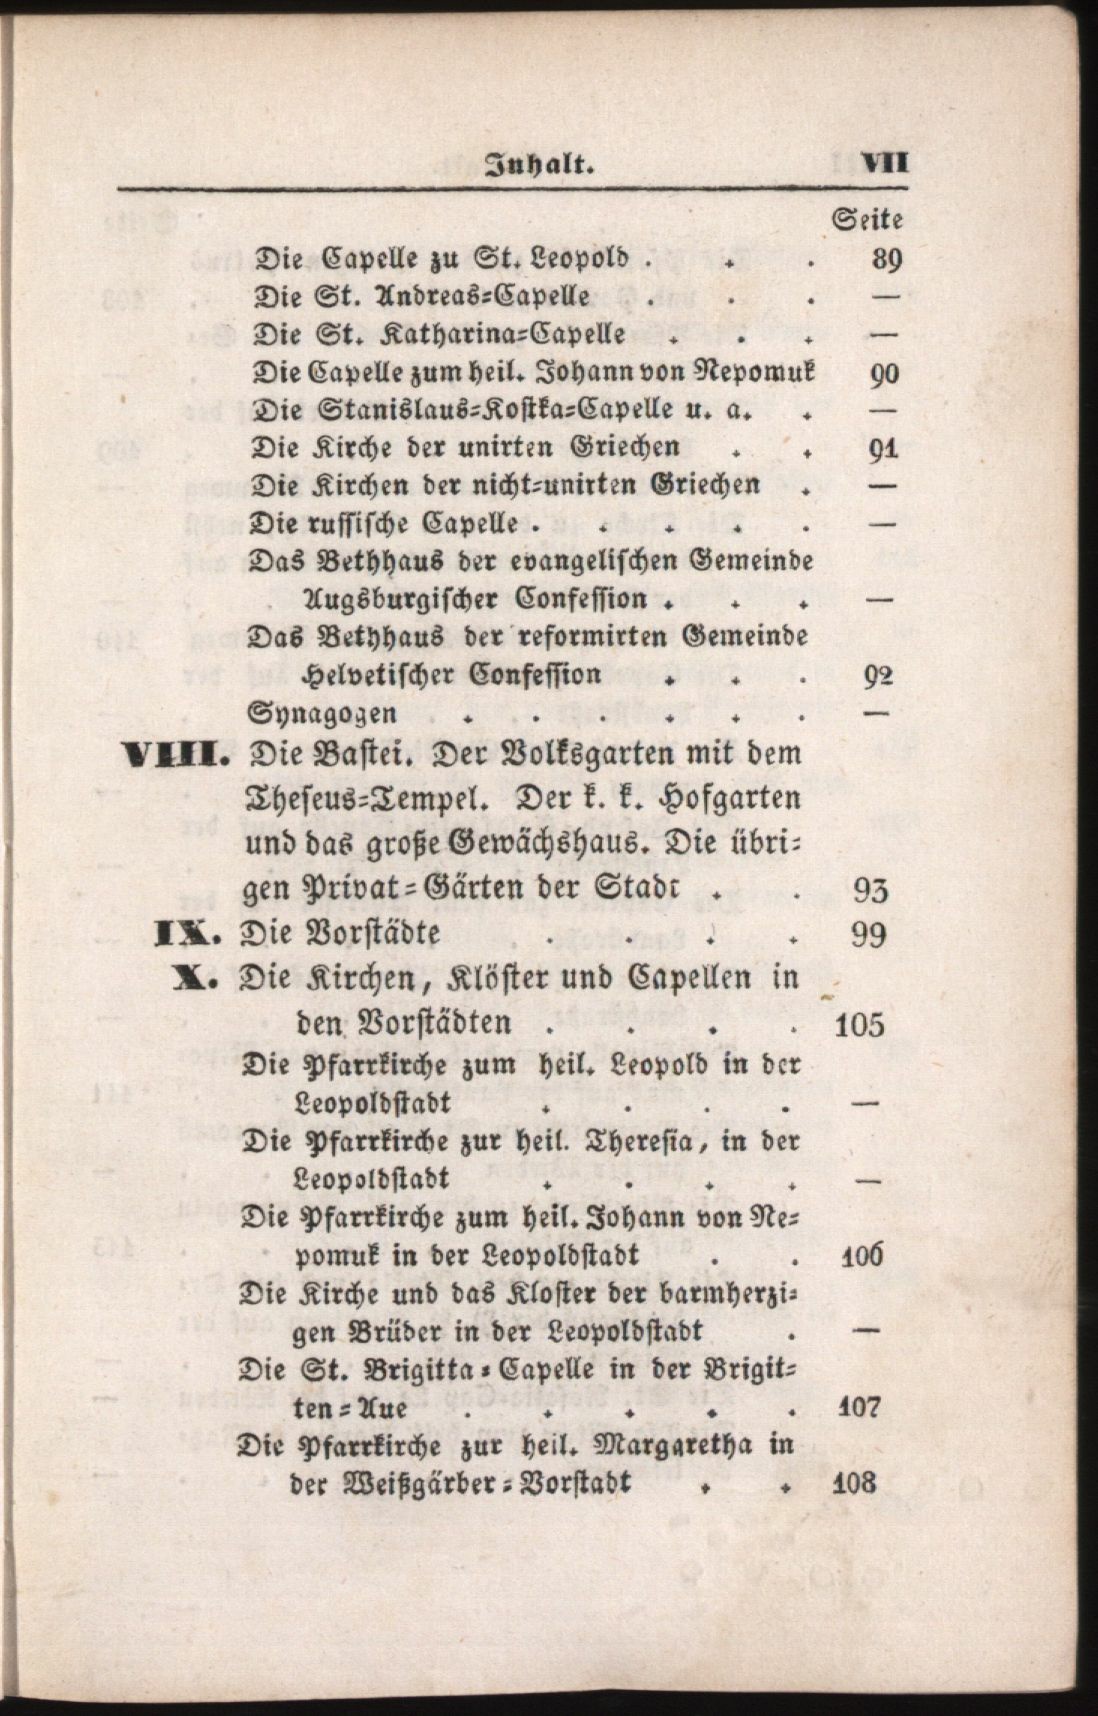 Inhalt. VII
Seite
Die Capelle zu St. Leopold . . . 89
Die St. Andreas-Capelle . . . —
Die St. Katharina-Capelle . . . —
Die Capelle zum heil. Johann von Nepomuk 90
Die Stanislaus-Kostka-Capelle u. a. . —
Die Kirche der unirten Griechen . . 91
Die Kirchen der nicht-unirten Griechen . —
Die russische Capelle . . . . . —
Das Bethhaus der evangelischen Gemeinde
Augsburgischer Confession . . . —
Das Bethhaus der reformirten Gemeinde
Helvetischer Confession . . . 92
Synagogen . . . . . . —
VIII. Die Bastei. Der Volksgarten mit dem
Theseus-Tempel. Der k. k. Hofgarten
und das große Gewächshaus. Die übri-
gen Privat-Gärten der Stadt . . 93
IX. Die Vorstädte . . . . 99
X. Die Kirchen, Klöster und Capellen in
den Vorstädten . . . . 105
Die Pfarrkirche zum heil. Leopold in der
Leopoldstadt . . . . —
Die Pfarrkirche zur heil. Theresia, in der
Leopoldstadt . . . . —
Die Pfarrkirche zum heil. Johann von Ne-
pomuk in der Leopoldstadt . . 106
Die Kirche und das Kloster der barmherzi-
gen Brüder in der Leopoldstadt . —
Die St. Brigitta-Capelle in der Brigit-
ten-Aue . . . . . 107
Die Pfarrkirche zur heil. Margaretha in
der Weißgärber-Vorstadt . . 108